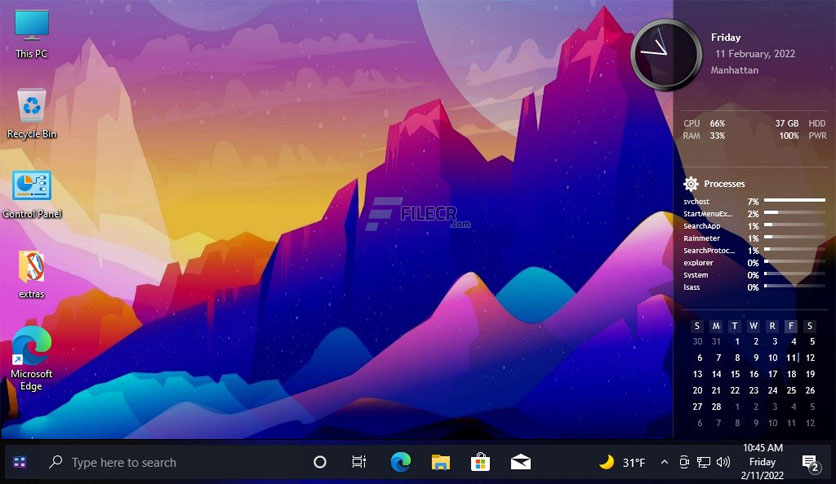 This PC
Recycle Bin
Control Panel
extras
Microsoft
Edge
FILECR
.com
Friday
11 February, 2022
Manhattan
CPU 66% 37 GB HDD
RAM 33% 100% PWR
Processes
svchost 7%
StartMenuEx... 2%
SearchApp 1%
Rainmeter 1%
SearchProtoc... 1%
explorer 0%
System 0%
lsass 0%
S M T W R F S
30 31 1 2 3 4 5
6 7 8 9 10 11 12
13 14 15 16 17 18 19
20 21 22 23 24 25 26
27 28 1 2 3 4 5
6 7 8 9 10 11 12
Type here to search
31°F
10:45 AM
Friday
2/11/2022
2